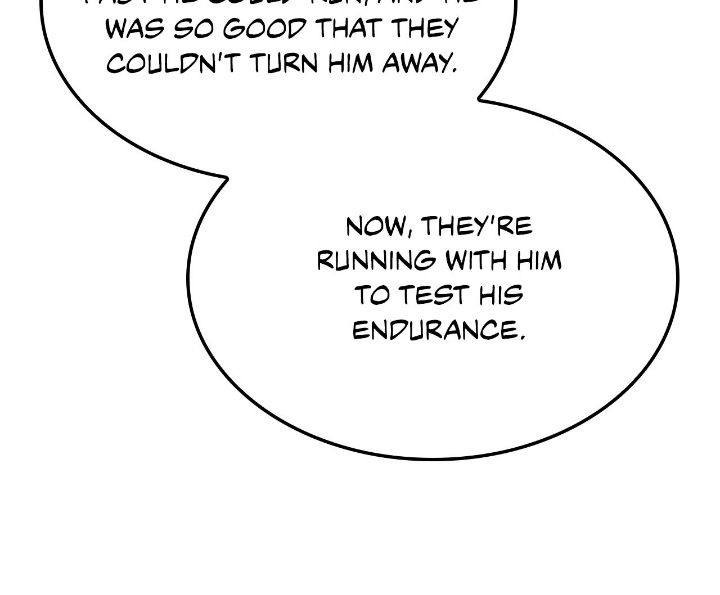 WAS SO GOOD THAT THEY
COULDN'T TURN HIM AWAY.
NOW, THEY'RE
RUNNING WITH HIM
TO TEST HIS
ENDURANCE.